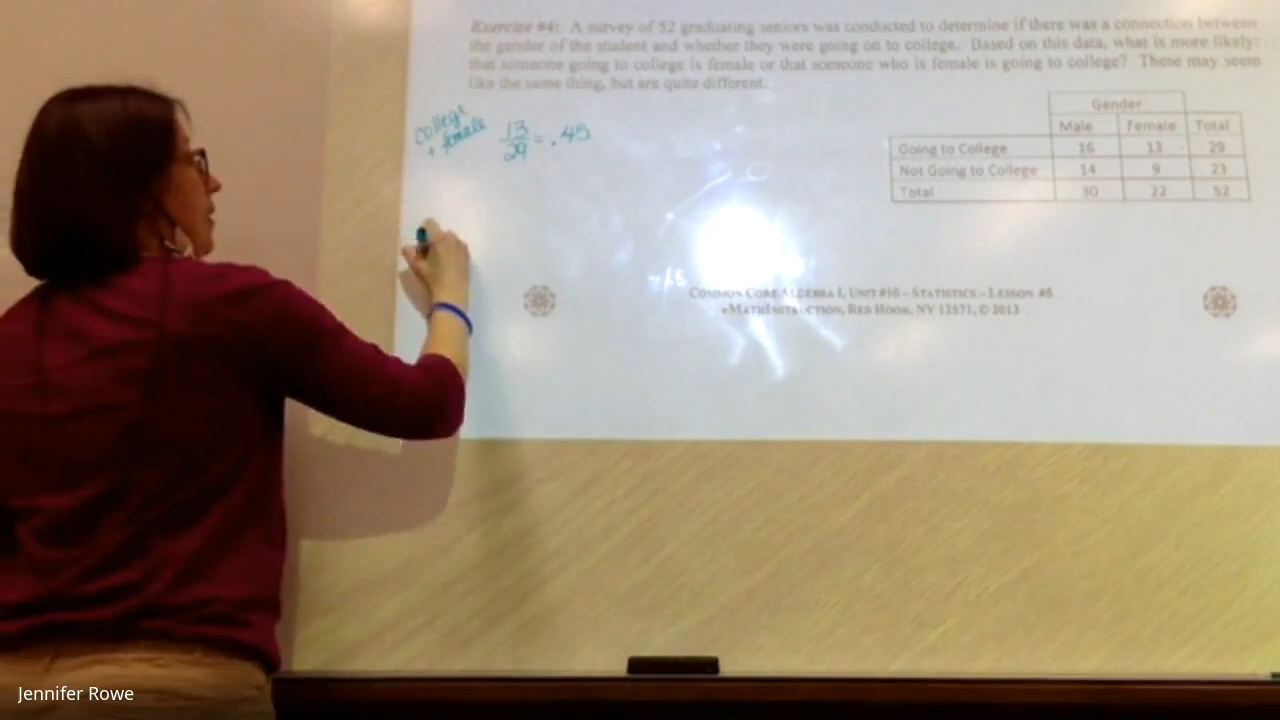 Exercise #4: A survey of 52 graduating seniors was conducted to determine if there was a connection between
the gender of the student and whether they were going on to college. Based on this data, what is more likely:
that someone going to college is female or that someone who is female is going to college? These may seem
like the same thing, but are quite different.
college
+ female
13
29
= .45
Gender
Male Female Total
Going to College 16 13 29
Not Going to College 14 9 23
Total 30 22 52
COMMON CORE ALGEBRA I, UNIT #10 – STATISTICS – LESSON #6
eMATHINSTRUCTION, RED HOOK, NY 12571, © 2013
Jennifer Rowe